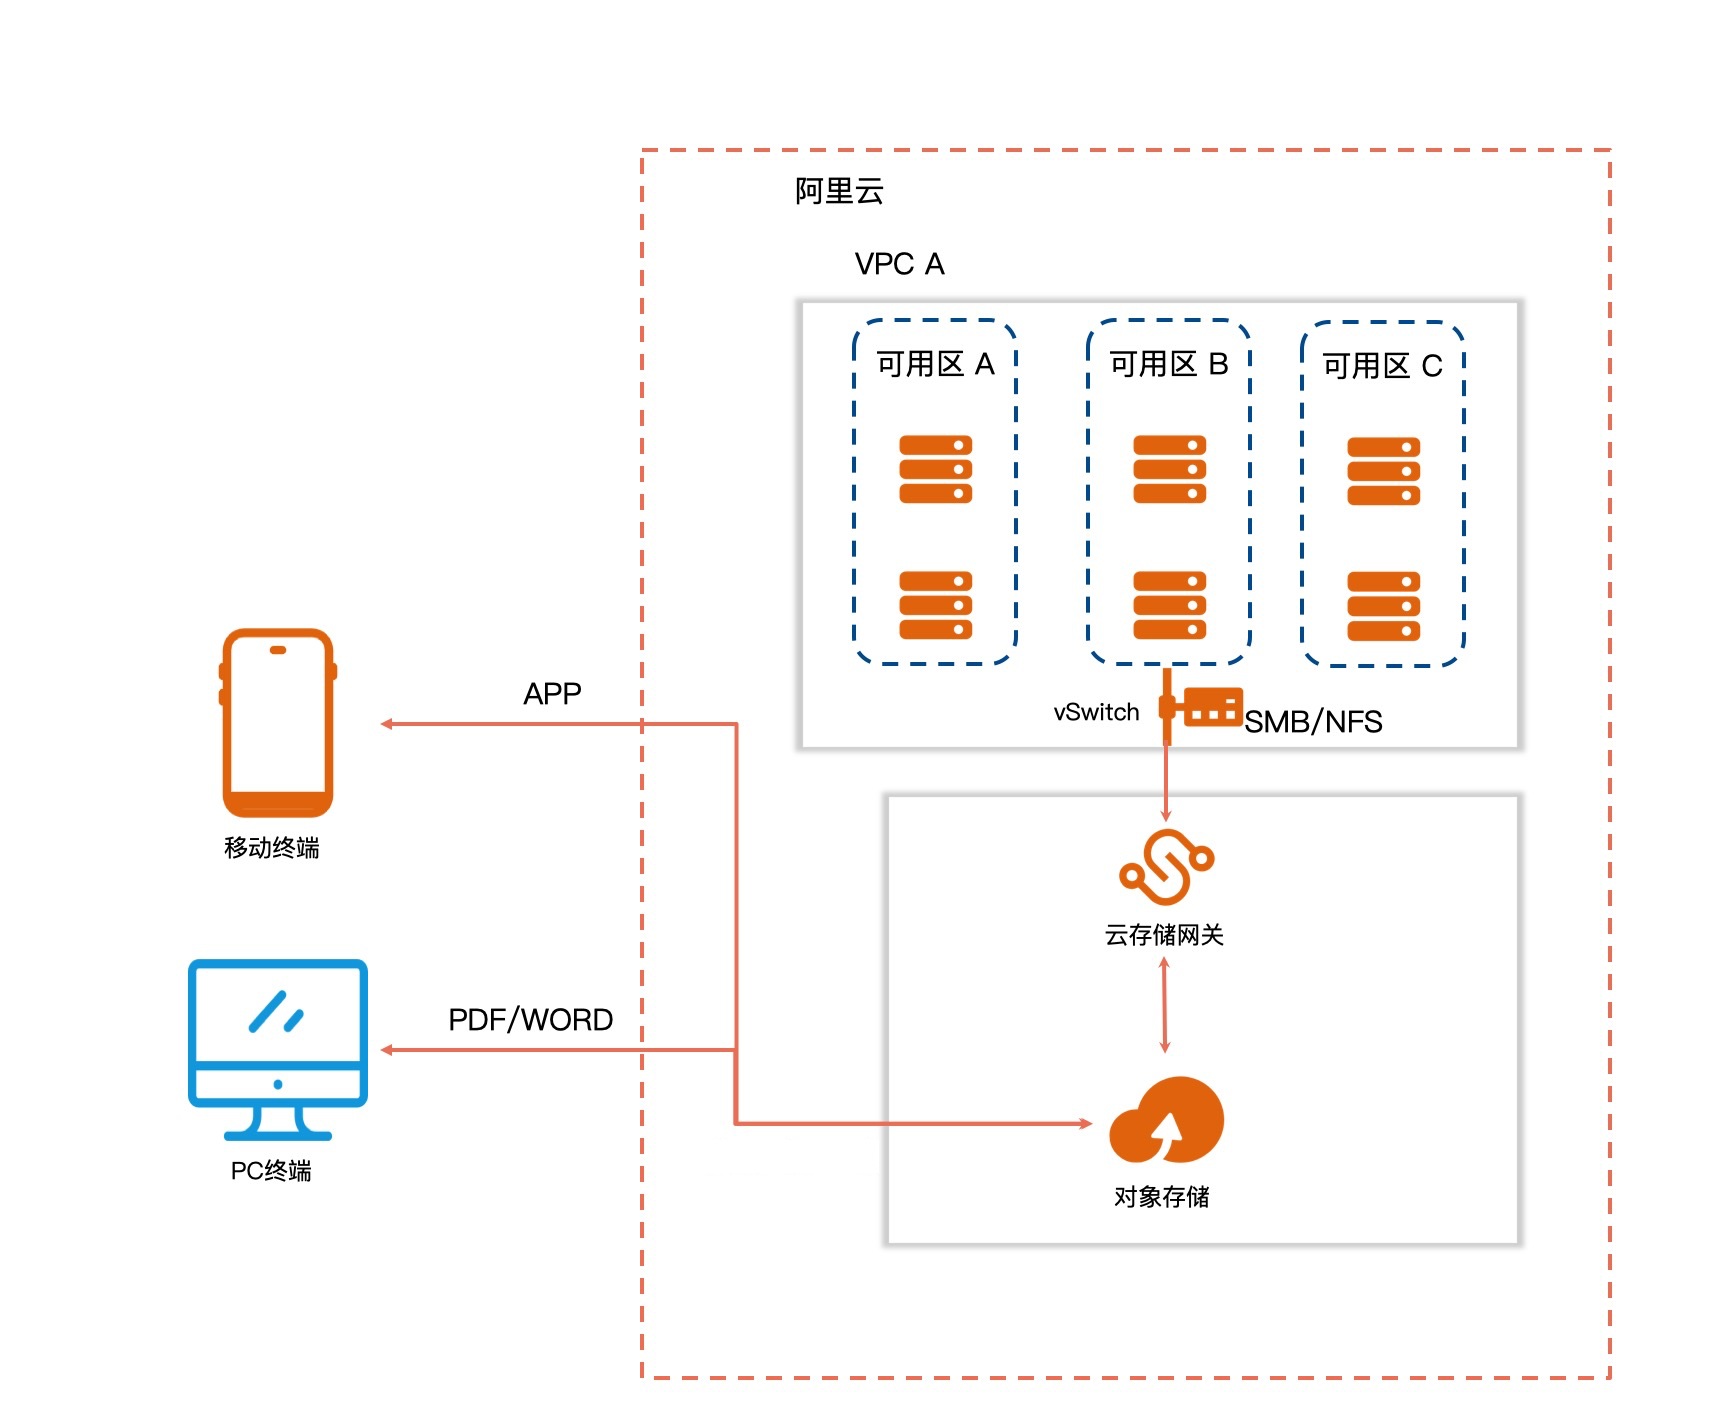 阿里云
VPC A
可用区 A
可用区 B
可用区 C
vSwitch
SMB/NFS
APP
移动终端
云存储网关
PDF/WORD
PC终端
对象存储